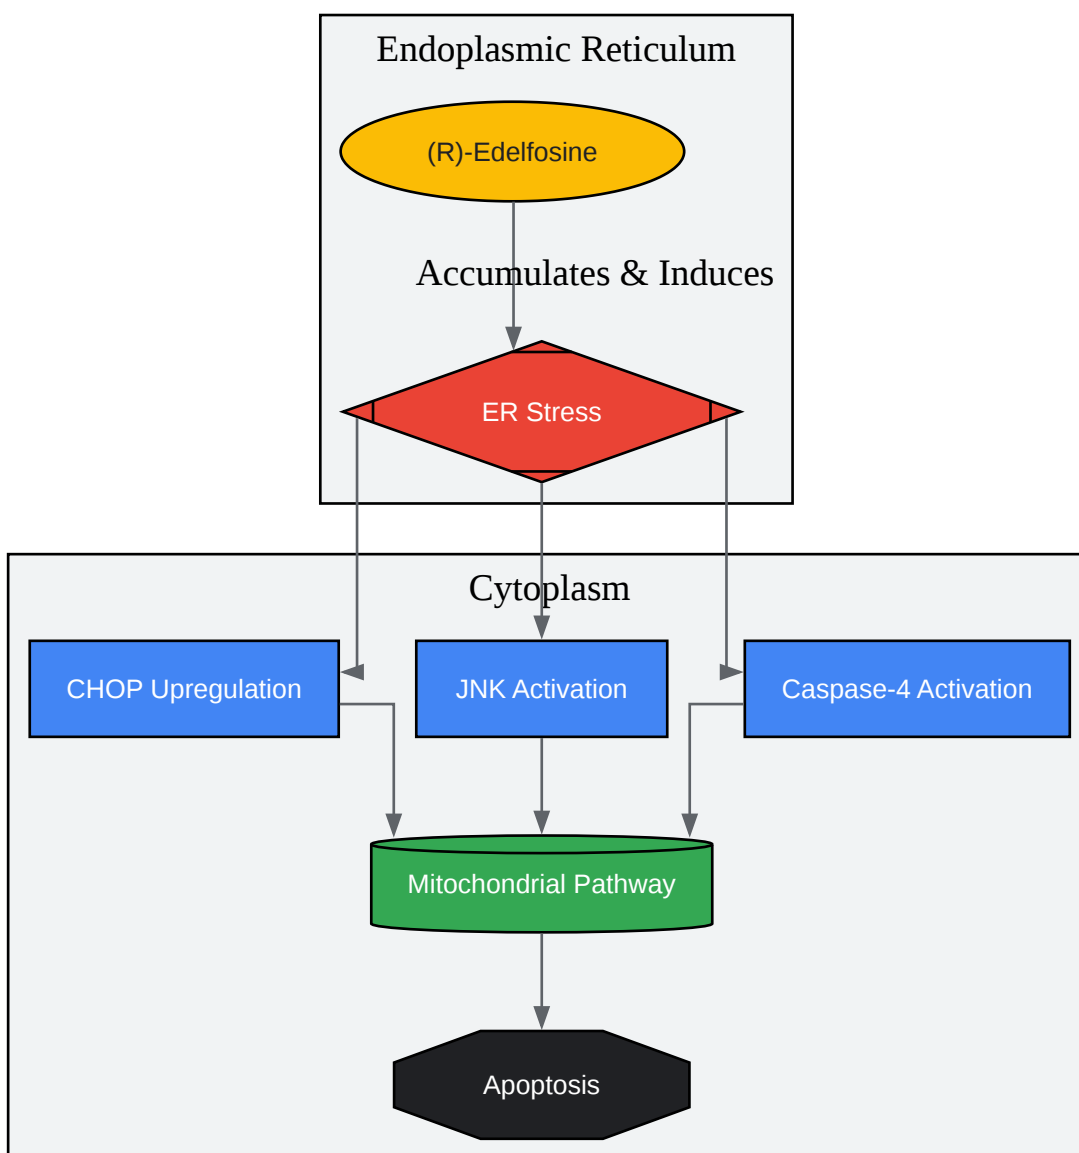 Endoplasmic Reticulum
(R)-Edelfosine
Accumulates & Induces
ER Stress
Cytoplasm
CHOP Upregulation
JNK Activation
Caspase-4 Activation
Mitochondrial Pathway
Apoptosis